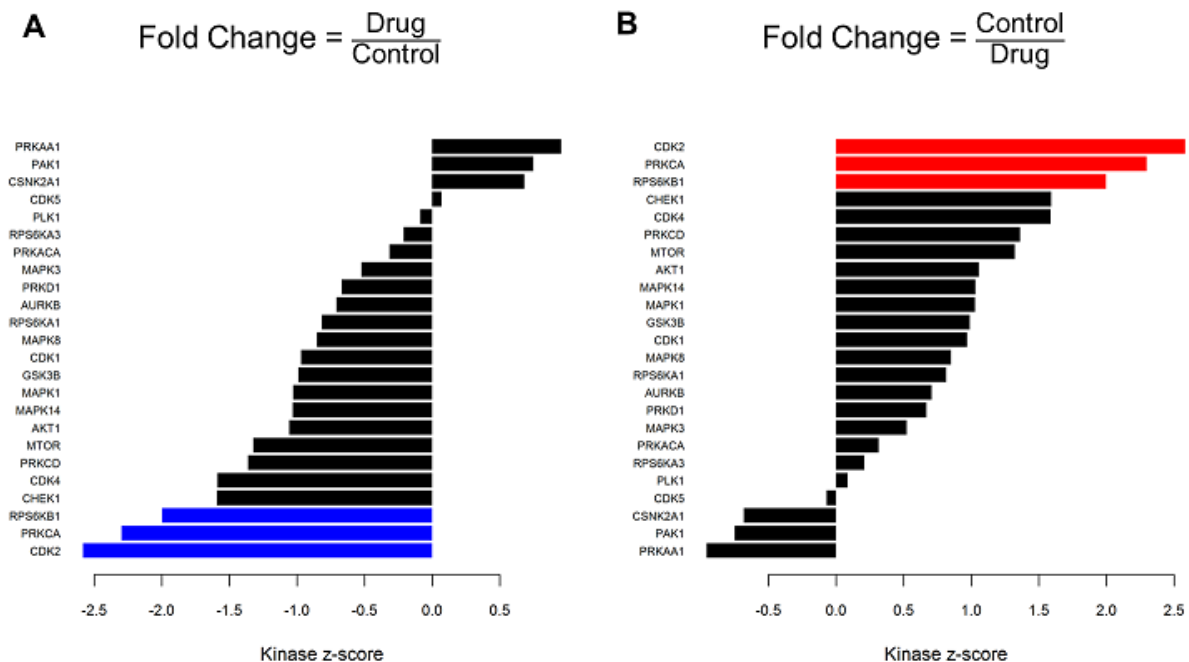 A
Fold Change = Drug
Control
PRKAA1
PAK1
CSNK2A1
CDK5
PLK1
RPS6KA3
PRKACA
MAPK3
PRKD1
AURKB
RPS6KA1
MAPK8
CDK1
GSK3B
MAPK1
MAPK14
AKT1
MTOR
PRKCD
CDK4
CHEK1
RPS6KB1
PRKCA
CDK2
-2.5 -2.0 -1.5 -1.0 -0.5 0.0 0.5
Kinase z-score
B
Fold Change = Control
Drug
CDK2
PRKCA
RPS6KB1
CHEK1
CDK4
PRKCD
MTOR
AKT1
MAPK14
MAPK1
GSK3B
CDK1
MAPK8
RPS6KA1
AURKB
PRKD1
MAPK3
PRKACA
RPS6KA3
PLK1
CDK5
CSNK2A1
PAK1
PRKAA1
-0.5 0.0 0.5 1.0 1.5 2.0 2.5
Kinase z-score